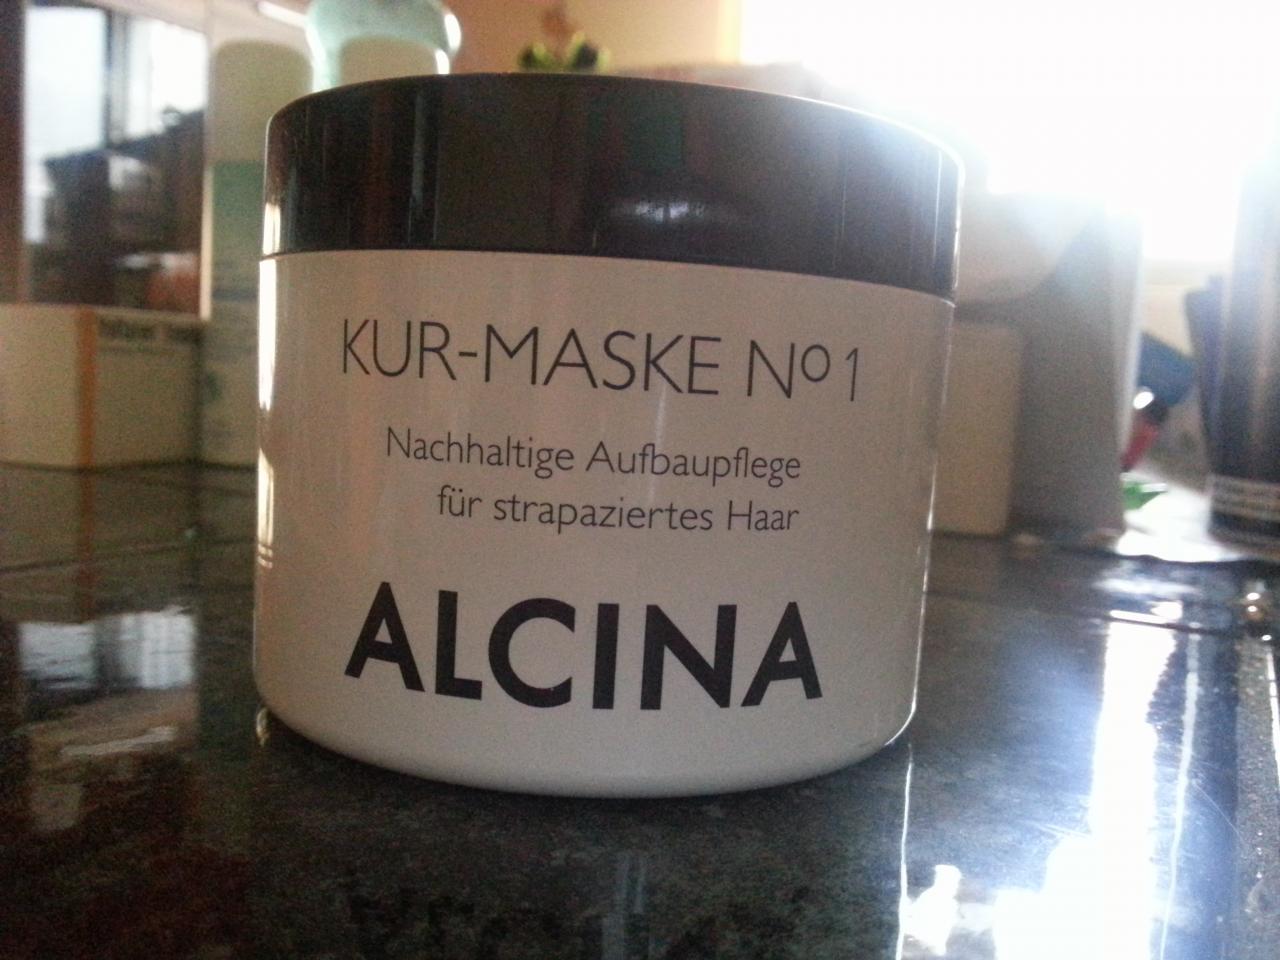 KUR-MASKE Nº 1
Nachhaltige Aufbaupflege
für strapaziertes Haar
ALCINA